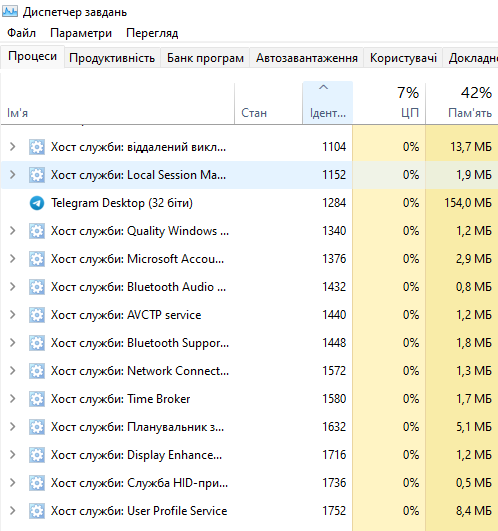 Диспетчер завдань
Файл Параметри Перегляд
Процеси Продуктивність Банк програм Автозавантаження Користувачі Докладно
7% 42%
Ім'я Стан Ідент... ЦП Пам'ять
Хост служби: віддалений викл... 1104 0% 13,7 МБ
Хост служби: Local Session Ma... 1152 0% 1,9 МБ
Telegram Desktop (32 біти) 1284 0% 154,0 МБ
Хост служби: Quality Windows ... 1340 0% 1,2 МБ
Хост служби: Microsoft Accou... 1376 0% 2,9 МБ
Хост служби: Bluetooth Audio ... 1432 0% 0,8 МБ
Хост служби: AVCTP service 1440 0% 1,2 МБ
Хост служби: Bluetooth Suppor... 1448 0% 1,8 МБ
Хост служби: Network Connect... 1572 0% 1,3 МБ
Хост служби: Time Broker 1580 0% 1,7 МБ
Хост служби: Планувальник з... 1632 0% 5,1 МБ
Хост служби: Display Enhance... 1716 0% 1,2 МБ
Хост служби: Служба HID-при... 1736 0% 0,5 МБ
Хост служби: User Profile Service 1752 0% 8,4 МБ